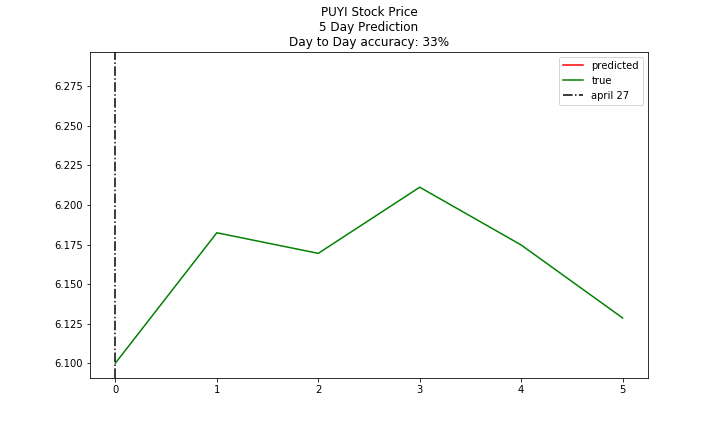 PUYI Stock Price
5 Day Prediction
Day to Day accuracy: 33%
predicted
true
april 27
6.275
6.250
6.225
6.200
6.175
6.150
6.125
6.100
0 1 2 3 4 5